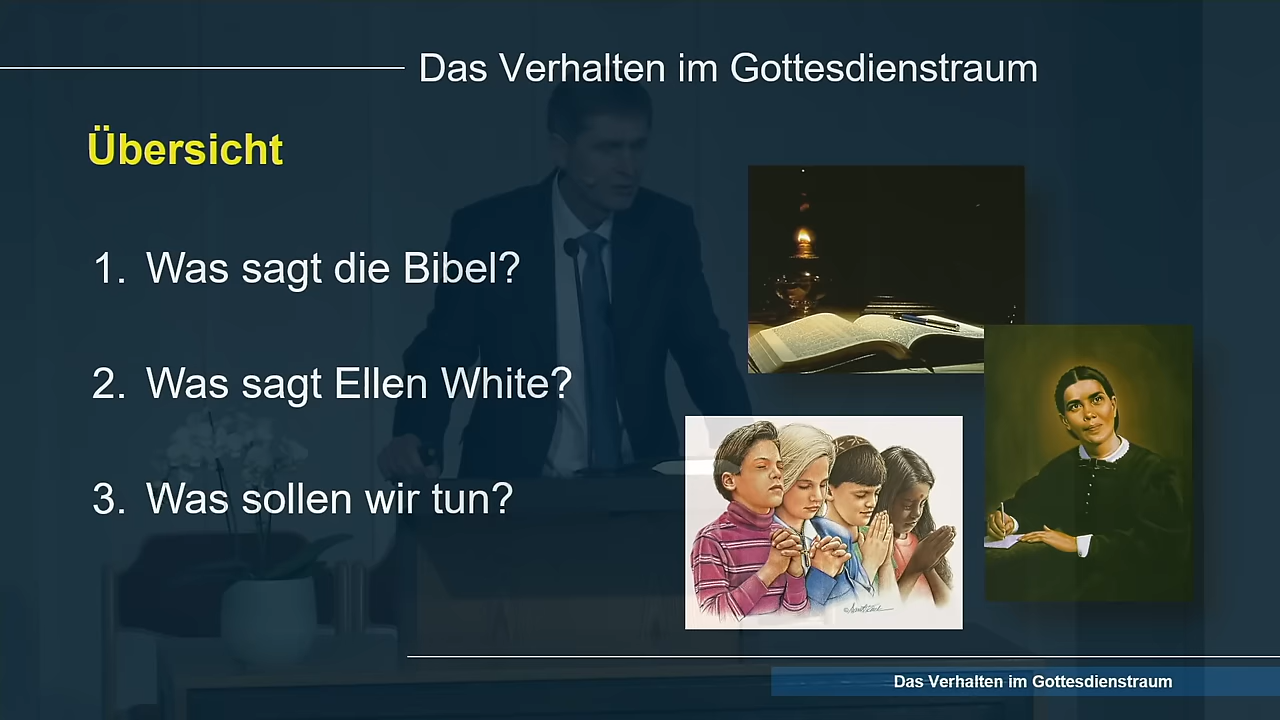 Das Verhalten im Gottesdienstraum
Übersicht
1. Was sagt die Bibel?
2. Was sagt Ellen White?
3. Was sollen wir tun?
Das Verhalten im Gottesdienstraum